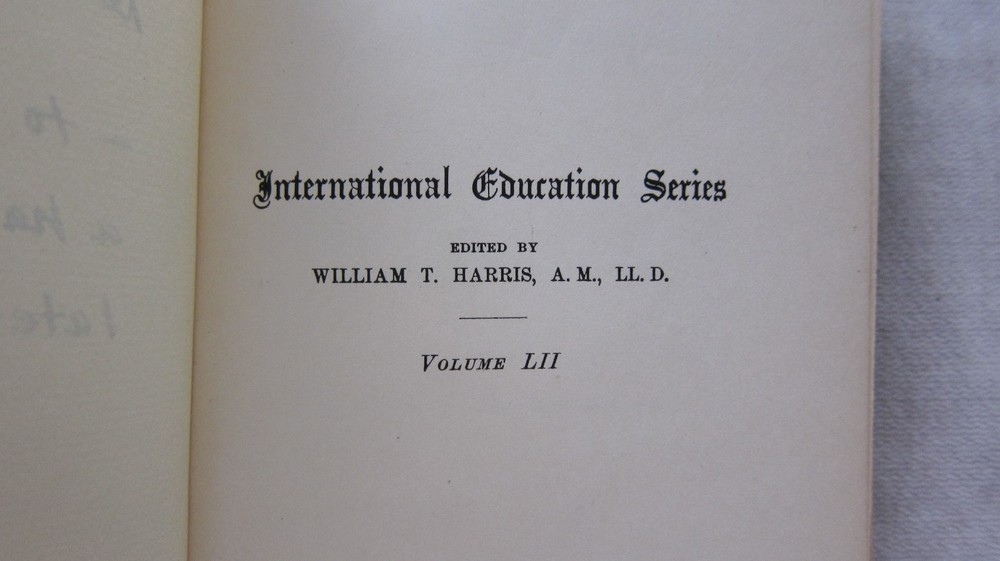 International Education Series
EDITED BY
WILLIAM T. HARRIS, A. M., LL. D.
VOLUME LII